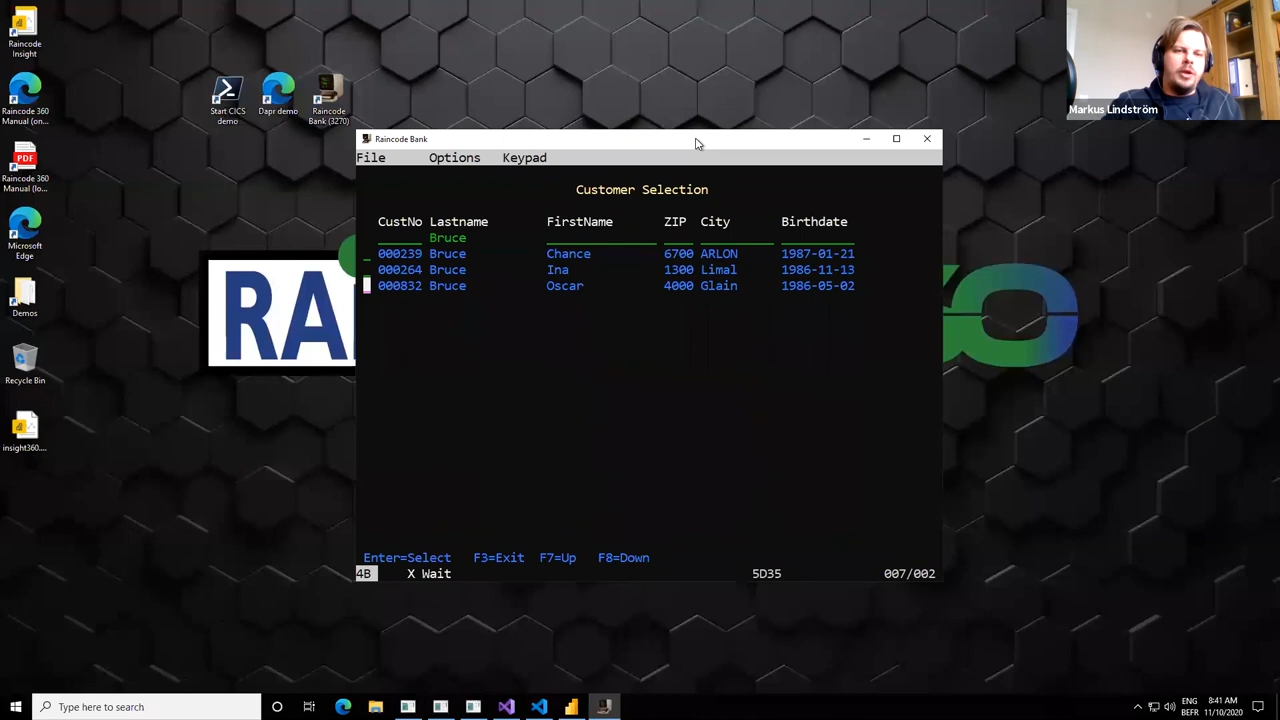 Raincode
Insight
Raincode 360
Manual (on...
PDF
Raincode 360
Manual (lo...
Microsoft
Edge
Demos
Recycle Bin
insight360....
Start CICS
demo
Dapr demo
Raincode
Bank (3270)
Markus Lindström
RAI
Raincode Bank
File Options Keypad
Customer Selection
CustNo Lastname FirstName ZIP City Birthdate
Bruce
000239 Bruce Chance 6700 ARLON 1987-01-21
000264 Bruce Ina 1300 Limal 1986-11-13
000832 Bruce Oscar 4000 Glain 1986-05-02
Enter=Select F3=Exit F7=Up F8=Down
4B X Wait 5D35 007/002
Type here to search
ENG
BEFR
8:41 AM
11/10/2020